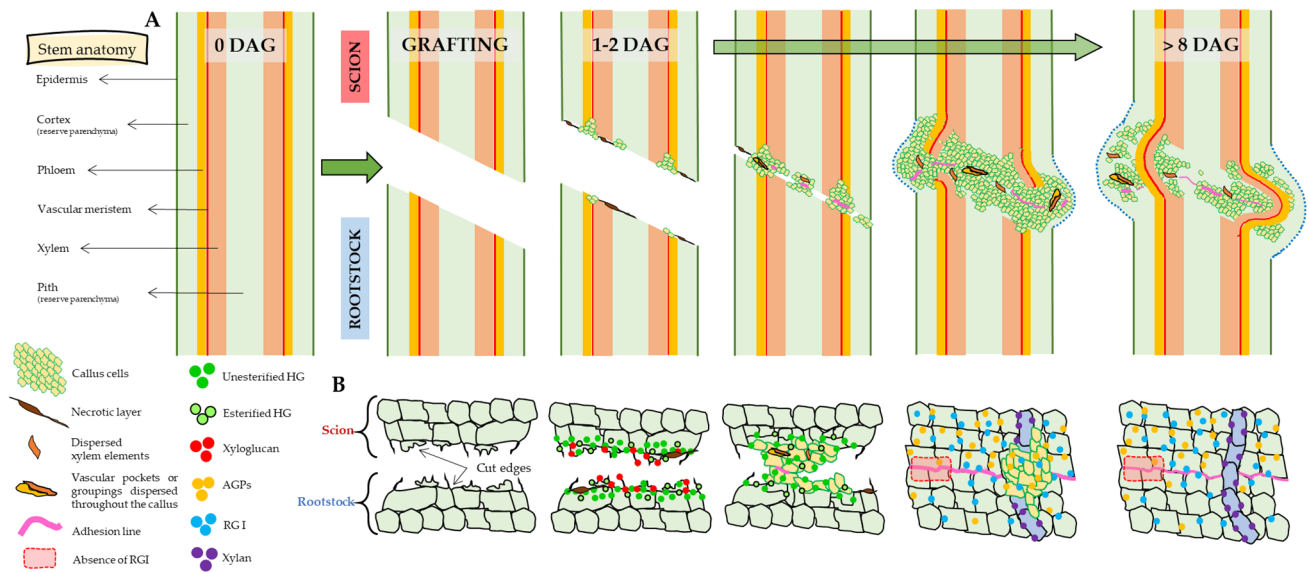 A
Stem anatomy
0 DAG
SCION
GRAFTING
1-2 DAG
> 8 DAG
Epidermis
Cortex
(reserve parenchyma)
Phloem
Vascular meristem
Xylem
Pith
(reserve parenchyma)
ROOTSTOCK
Callus cells
Necrotic layer
Dispersed
xylem elements
Vascular pockets or
groupings dispersed
throughout the callus
Adhesion line
Absence of RGI
Unesterified HG
Esterified HG
Xyloglucan
AGPs
RG I
Xylan
B
Scion
Cut edges
Rootstock